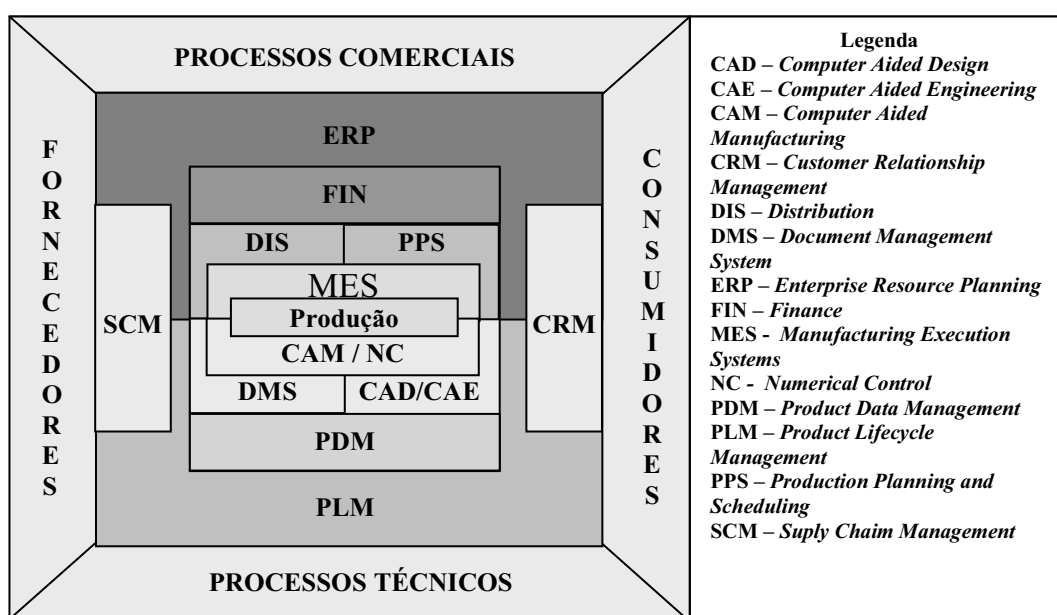 PROCESSOS COMERCIAIS
FORNECEDORES
CONSUMIDORES
ERP
FIN
DIS
PPS
MES
Produção
SCM
CRM
CAM / NC
DMS
CAD/CAE
PDM
PLM
PROCESSOS TÉCNICOS
Legenda
CAD – Computer Aided Design
CAE – Computer Aided Engineering
CAM – Computer Aided
Manufacturing
CRM – Customer Relationship
Management
DIS – Distribution
DMS – Document Management
System
ERP – Enterprise Resource Planning
FIN – Finance
MES - Manufacturing Execution
Systems
NC - Numerical Control
PDM – Product Data Management
PLM – Product Lifecycle
Management
PPS – Production Planning and
Scheduling
SCM – Suply Chaim Management